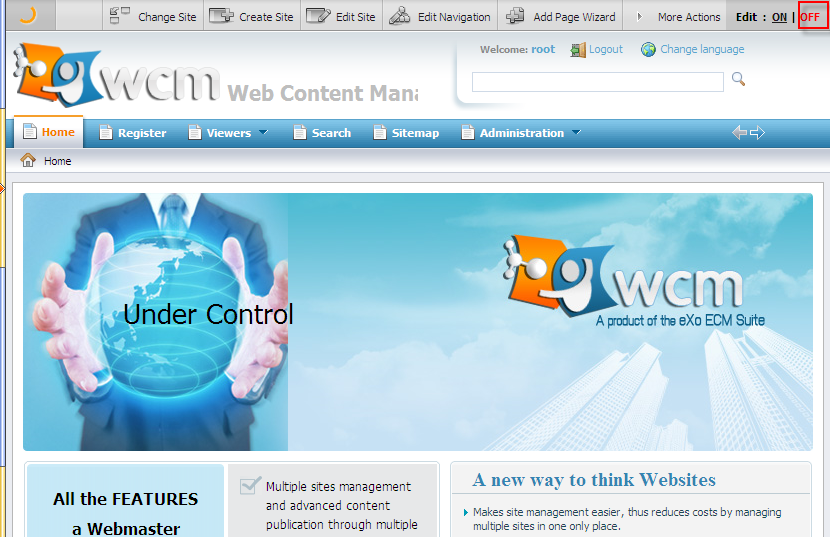 Change Site Create Site Edit Site Edit Navigation Add Page Wizard More Actions Edit : ON | OFF
Welcome: root Logout Change language
wcm Web Content Mana
Home Register Viewers Search Sitemap Administration
Home
Under Control
wcm
A product of the eXo ECM Suite
All the FEATURES
a Webmaster
Multiple sites management
and advanced content
publication through multiple
A new way to think Websites
Makes site management easier, thus reduces costs by managing
multiple sites in one only place.